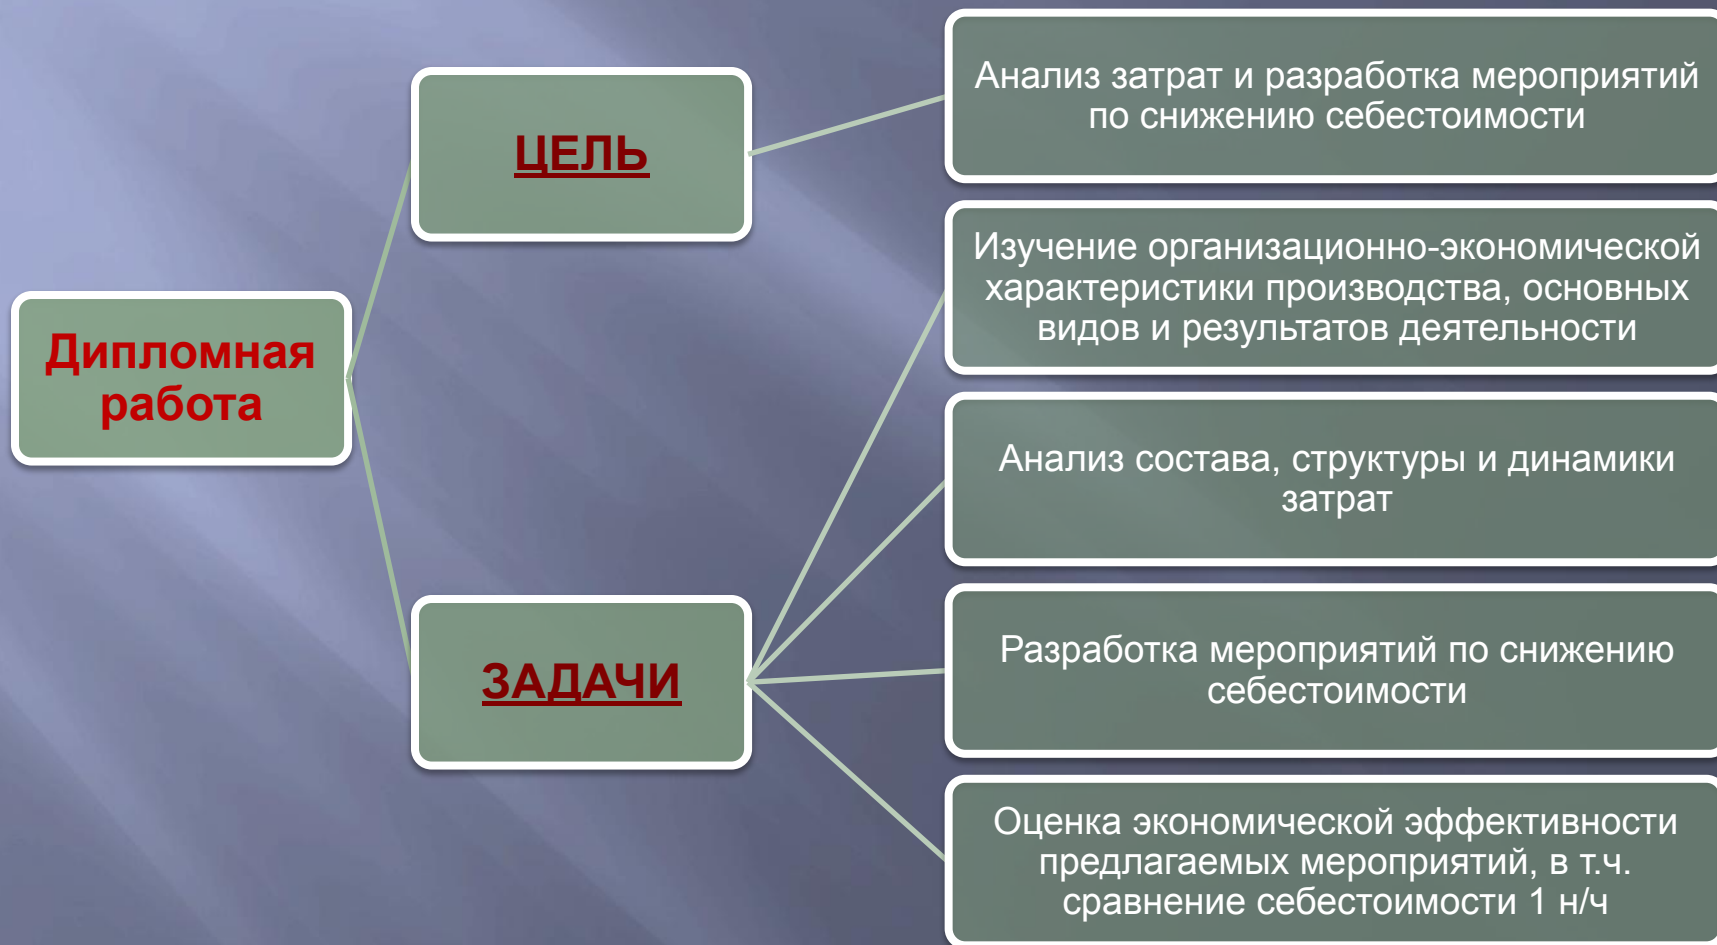 Дипломная
работа
ЦЕЛЬ
Анализ затрат и разработка мероприятий
по снижению себестоимости
ЗАДАЧИ
Изучение организационно-экономической
характеристики производства, основных
видов и результатов деятельности
Анализ состава, структуры и динамики
затрат
Разработка мероприятий по снижению
себестоимости
Оценка экономической эффективности
предлагаемых мероприятий, в т.ч.
сравнение себестоимости 1 н/ч